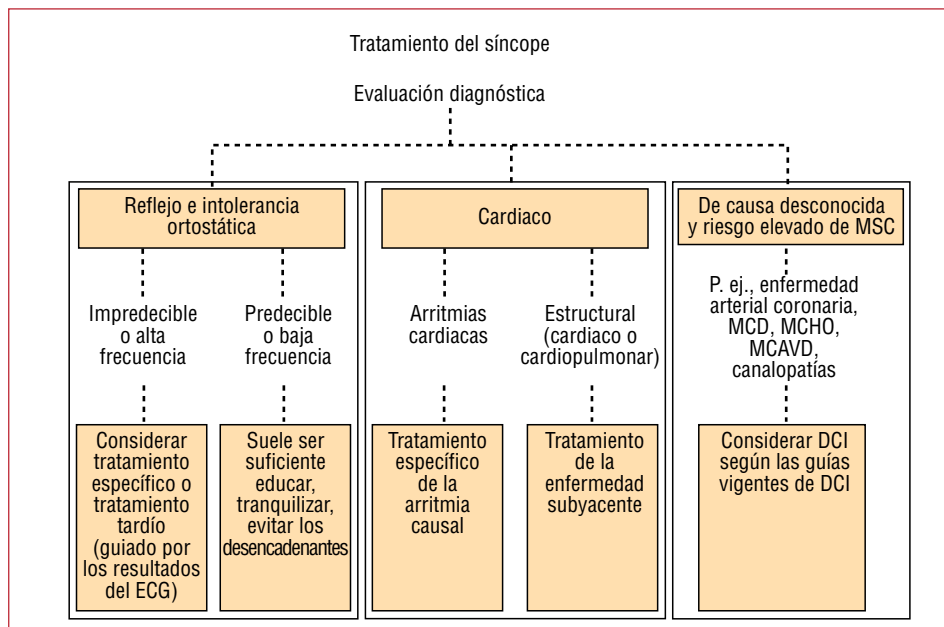 Tratamiento del síncope
Evaluación diagnóstica
Reflejo e intolerancia
ortostática
Impredecible
o alta
frecuencia
Predecible
o baja
frecuencia
Considerar
tratamiento
específico o
tratamiento
tardío
(guiado por
los resultados
del ECG)
Suele ser
suficiente
educar,
tranquilizar,
evitar los
desencadenantes
Cardiaco
Arritmias
cardiacas
Estructural
(cardiaco o
cardiopulmonar)
Tratamiento
específico
de la
arritmia
causal
Tratamiento
de la
enfermedad
subyacente
De causa desconocida
y riesgo elevado de MSC
P. ej., enfermedad
arterial coronaria,
MCD, MCHO,
MCAVD,
canalopatías
Considerar DCI
según las guías
vigentes de DCI